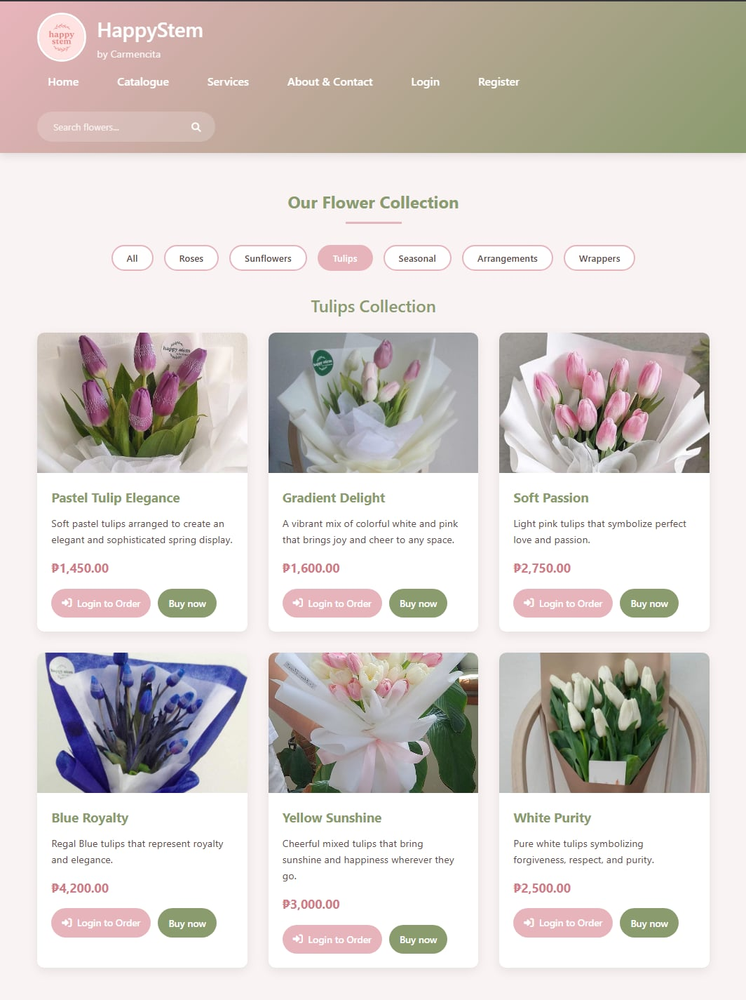 happy
stem
HappyStem
by Carmencita
Home Catalogue Services About & Contact Login Register
Search flowers...
Our Flower Collection
All Roses Sunflowers Tulips Seasonal Arrangements Wrappers
Tulips Collection
happy stem
happy stem
Pastel Tulip Elegance
Soft pastel tulips arranged to create an
elegant and sophisticated spring display.
₱1,450.00
Login to Order Buy now
Gradient Delight
A vibrant mix of colorful white and pink
that brings joy and cheer to any space.
₱1,600.00
Login to Order Buy now
Soft Passion
Light pink tulips that symbolize perfect
love and passion.
₱2,750.00
Login to Order Buy now
happy stem
Blue Royalty
Regal Blue tulips that represent royalty
and elegance.
₱4,200.00
Login to Order Buy now
Yellow Sunshine
Cheerful mixed tulips that bring
sunshine and happiness wherever they
go.
₱3,000.00
Login to Order Buy now
White Purity
Pure white tulips symbolizing
forgiveness, respect, and purity.
₱2,500.00
Login to Order Buy now